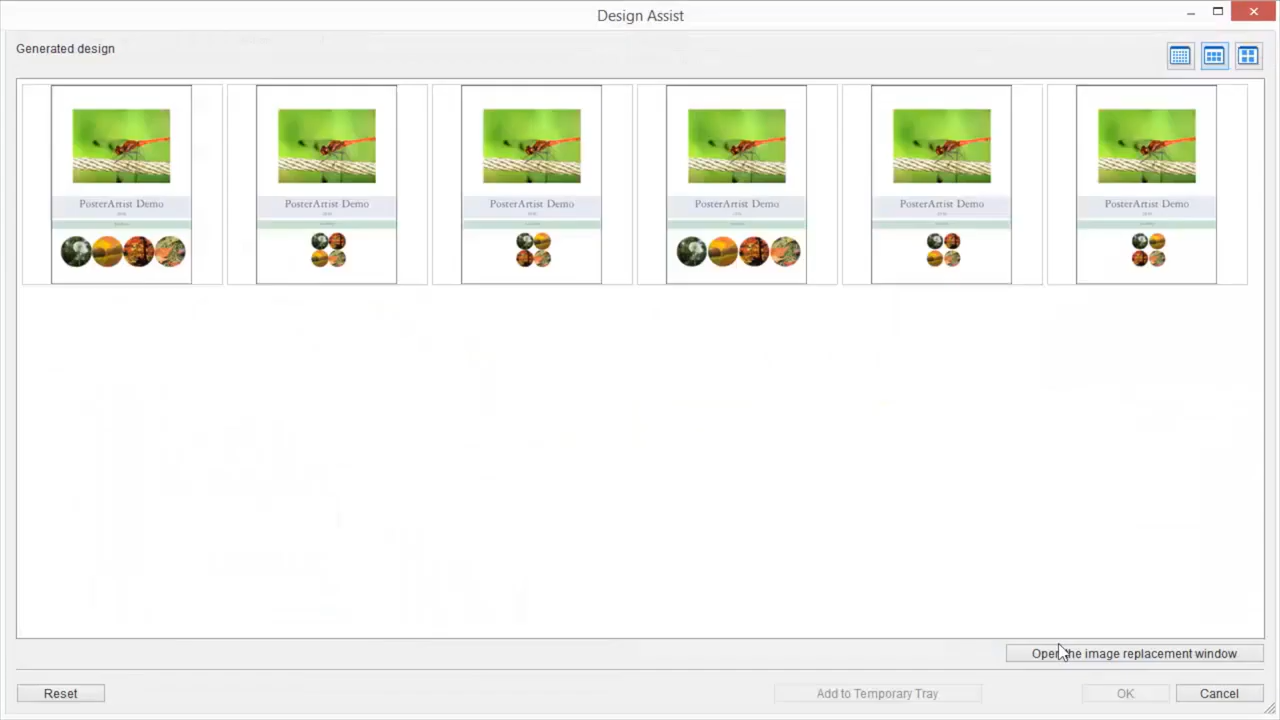 Design Assist
Generated design
PosterArtist Demo
PosterArtist Demo
PosterArtist Demo
PosterArtist Demo
PosterArtist Demo
PosterArtist Demo
Open the image replacement window
Reset
Add to Temporary Tray
OK
Cancel